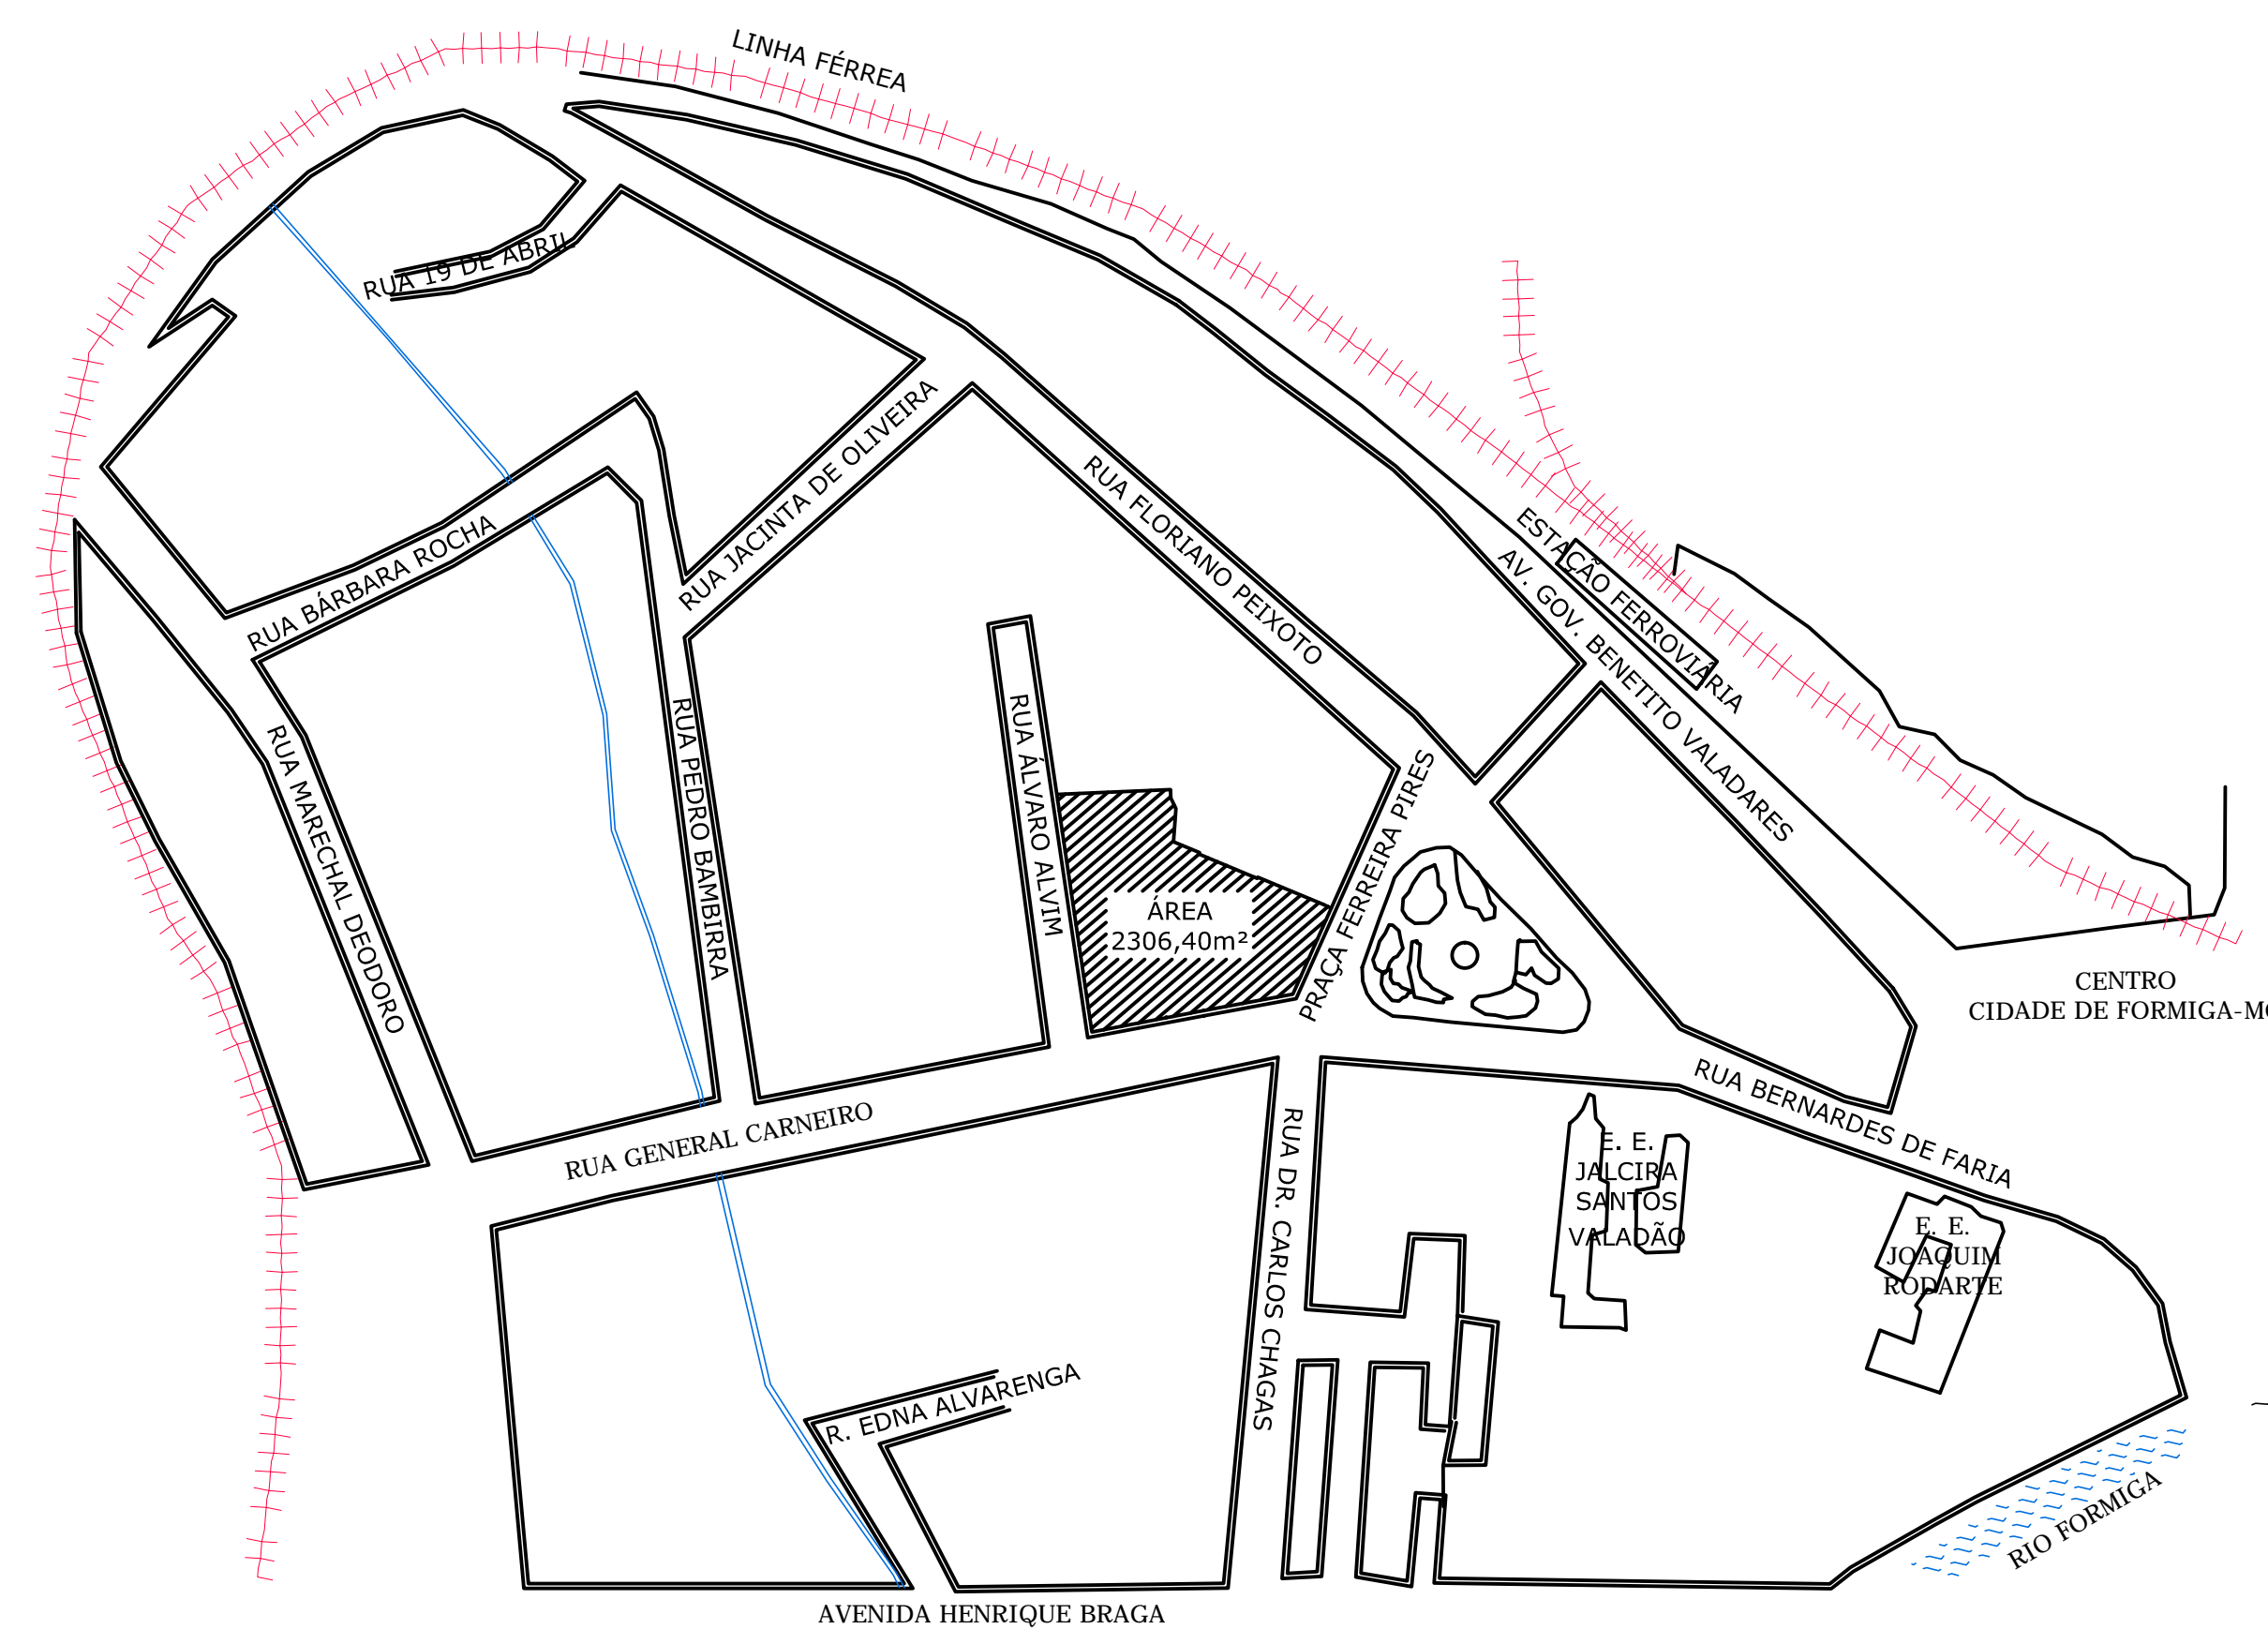 LINHA FÉRREA
RUA 19 DE ABRIL
RUA JACINTA DE OLIVEIRA
RUA FLORIANO PEIXOTO
RUA BÁRBARA ROCHA
ESTAÇÃO FERROVIÁRIA
AV. GOV. BENETITO VALADARES
RUA MARECHAL DEODORO
RUA PEDRO BAMBIRRA
RUA ÁLVARO ALVIM
ÁREA
2306,40m²
PRAÇA FERREIRA PIRES
CENTRO
CIDADE DE FORMIGA-M
RUA GENERAL CARNEIRO
RUA BERNARDES DE FARIA
RUA DR. CARLOS CHAGAS
E. E.
JALCIRA
SANTOS
VALADÃO
E. E.
JOAQUIM
RODARTE
R. EDNA ALVARENGA
RIO FORMIGA
AVENIDA HENRIQUE BRAGA